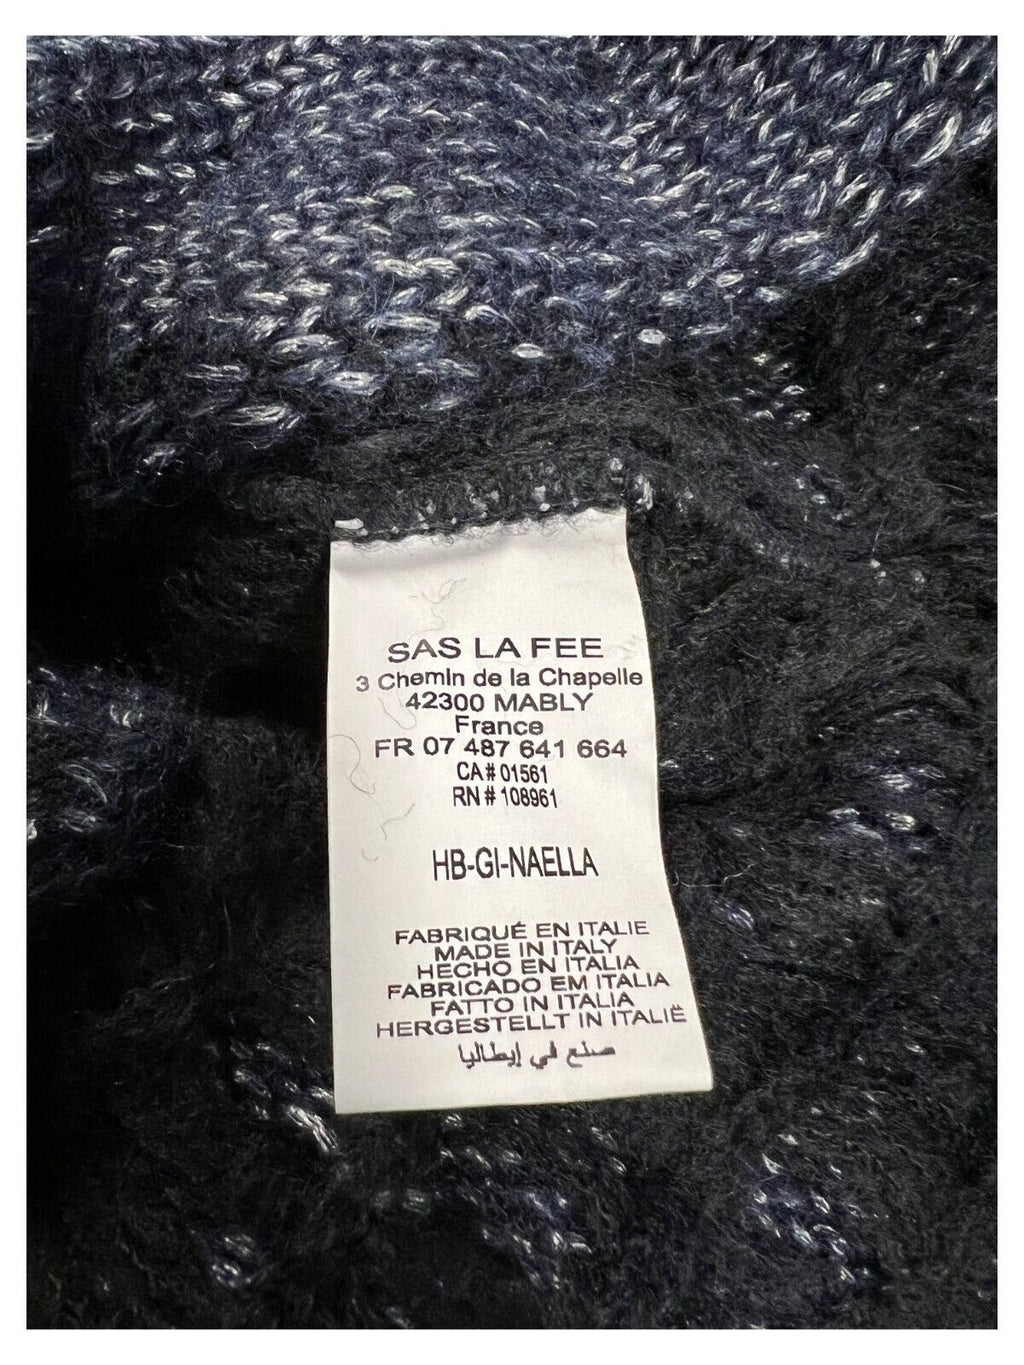 SAS LA FEE
3 Chemin de la Chapelle
42300 MABLY
France
FR 07 487 641 664
CA# 01561
RN # 108961
HB-GI-NAELLA
FABRIQUÉ EN ITALIE
MADE IN ITALY
HECHO EN ITALIA
FABRICADO EM ITALIA
FATTO IN ITALIA
HERGESTELLT IN ITALIË
صنع في إيطاليا